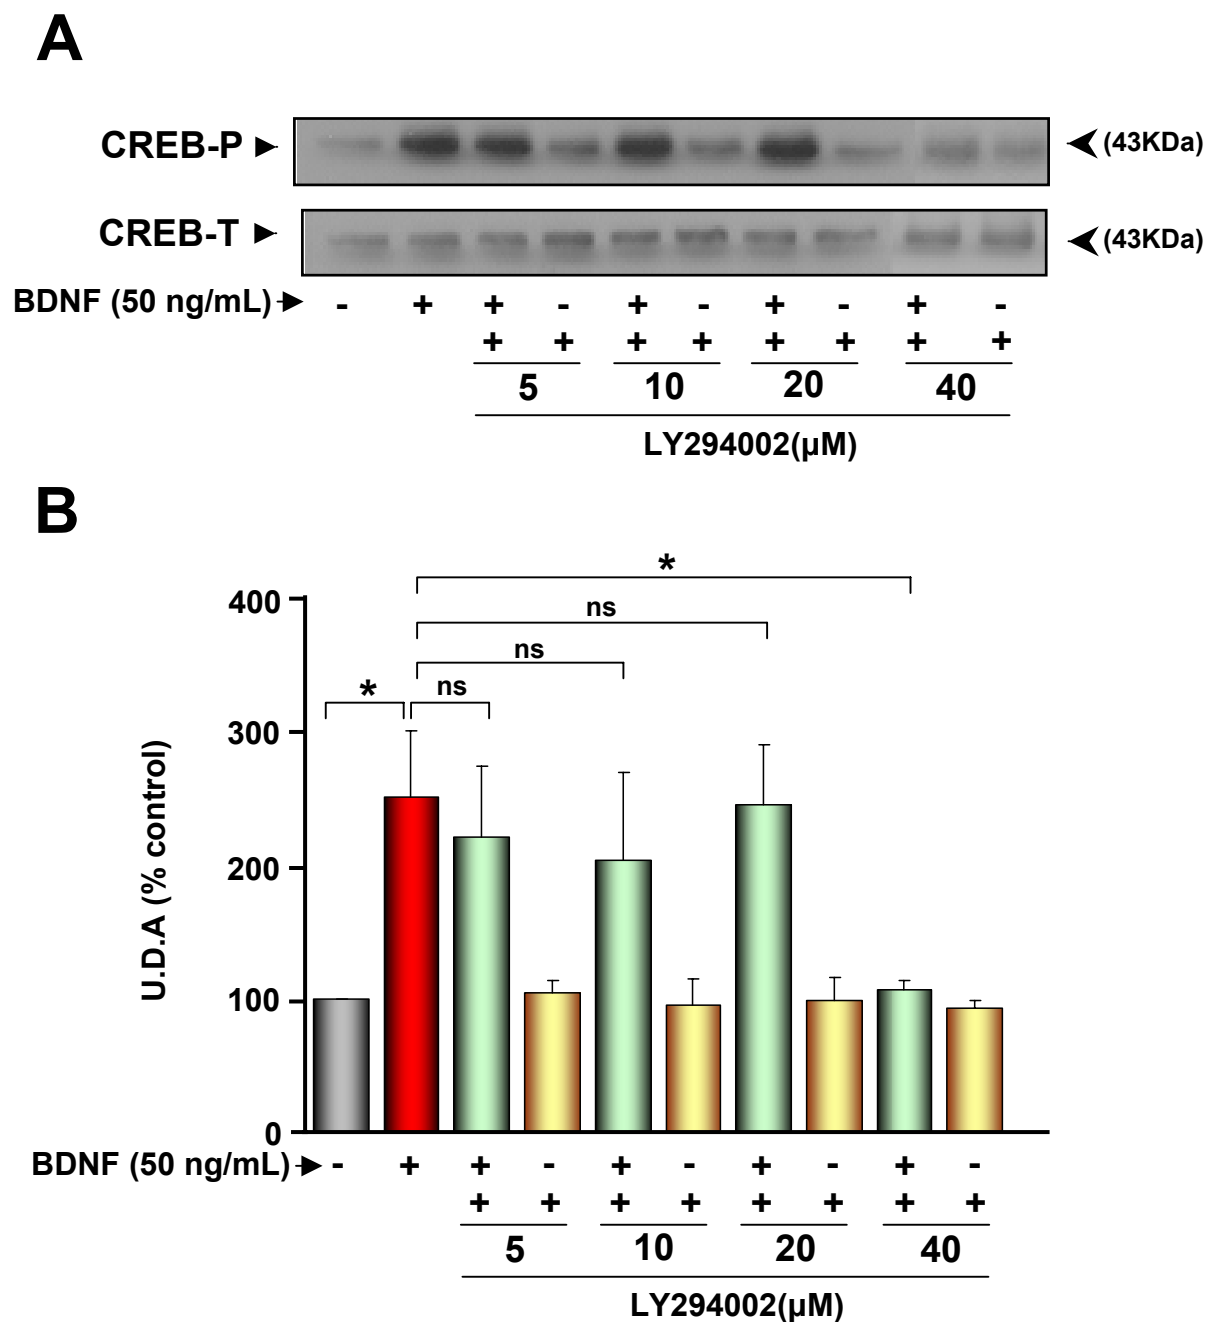 A
CREB-P (43KDa)
CREB-T (43KDa)
BDNF (50 ng/mL) - + + - + - + - + -
+ + + + + + + +
5 10 20 40
LY294002(µM)
B
*
400
ns
ns
* ns
300
200
100
0
U.D.A (% control)
BDNF (50 ng/mL) - + + - + - + - + -
+ + + + + + + +
5 10 20 40
LY294002(µM)